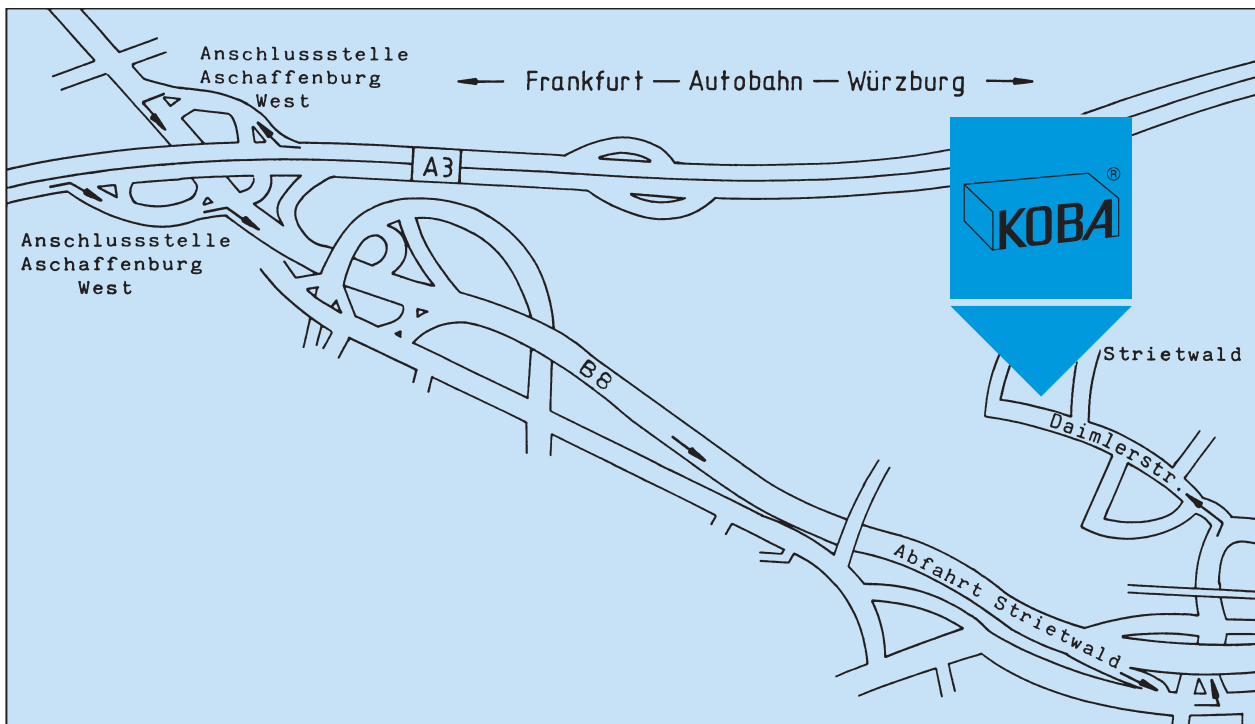 Anschlussstelle
Aschaffenburg
West
Frankfurt — Autobahn — Würzburg
A3
KOBA®
Anschlussstelle
Aschaffenburg
West
B8
Strietwald
Daimlerstr.
Abfahrt Strietwald